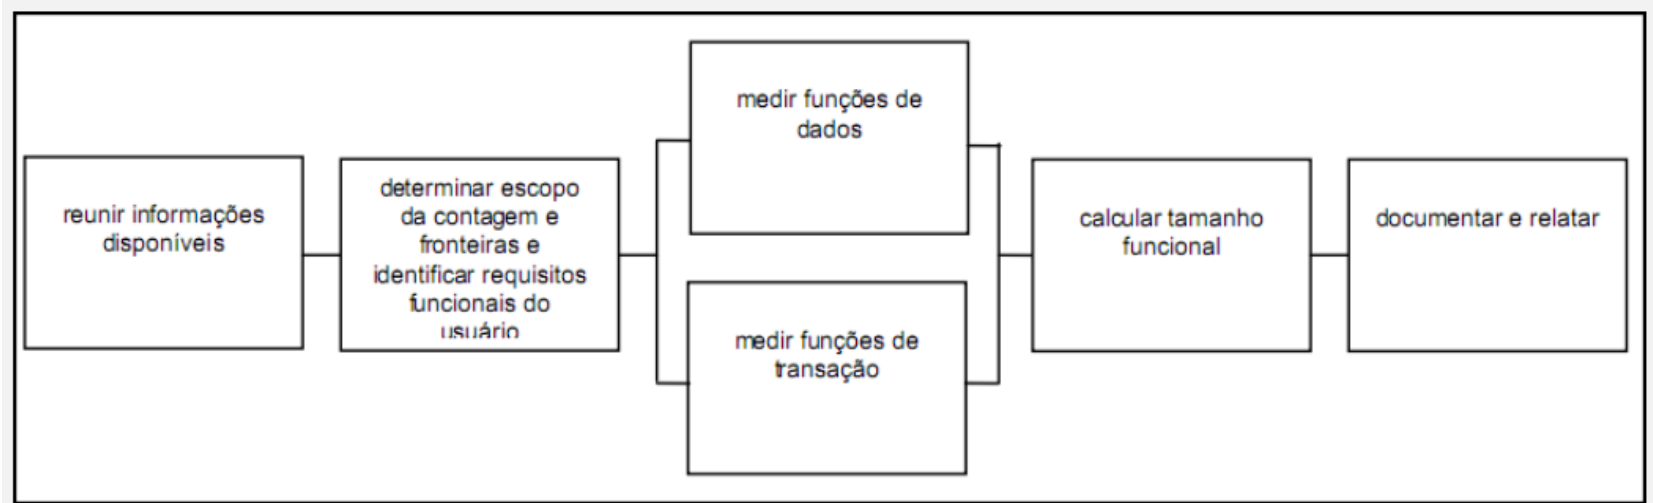 reunir informações
disponíveis
determinar escopo
da contagem e
fronteiras e
identificar requisitos
funcionais do
usuário
medir funções de
dados
medir funções de
transação
calcular tamanho
funcional
documentar e relatar